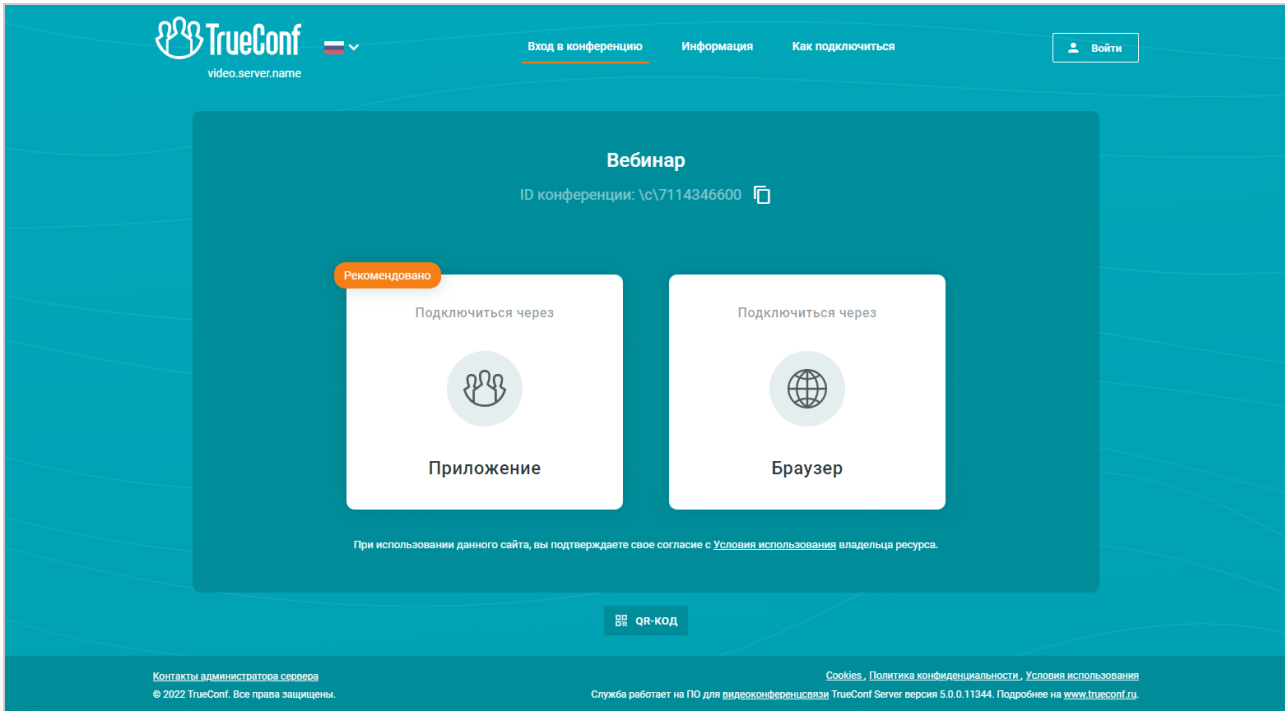 TrueConf
video.server.name
Вход в конференцию
Информация
Как подключиться
Войти
Вебинар
ID конференции: \c\7114346600
Рекомендовано
Подключиться через
Приложение
Подключиться через
Браузер
При использовании данного сайта, вы подтверждаете свое согласие с Условия использования владельца ресурса.
QR-КОД
Контакты администратора сервера
© 2022 TrueConf. Все права защищены.
Cookies , Политика конфиденциальности , Условия использования
Служба работает на ПО для видеоконференцсвязи TrueConf Server версия 5.0.0.11344. Подробнее на www.trueconf.ru.